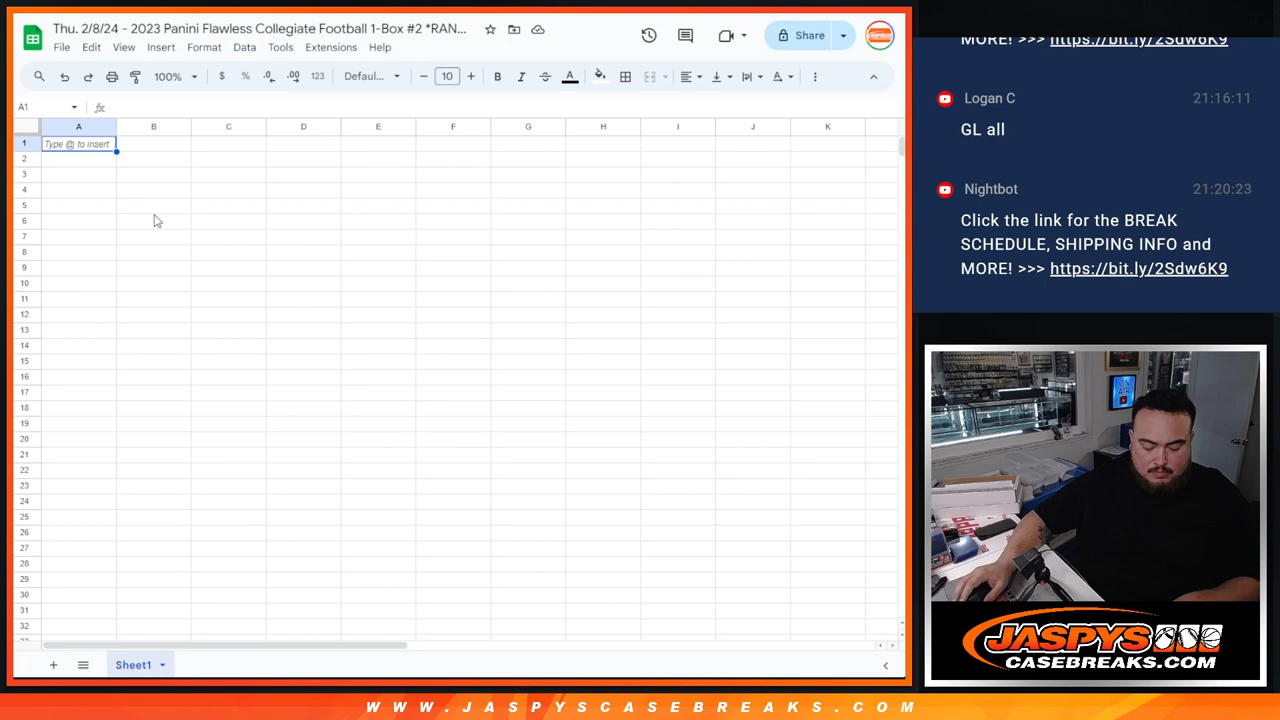 Thu. 2/8/24 - 2023 Panini Flawless Collegiate Football 1-Box #2 *RAN...
File Edit View Insert Format Data Tools Extensions Help
Share
100% $ % .0 .00 123 Defaul... 10 B I A
A1 fx
A B C D E F G H I J K
1 Type @ to insert
2
3
4
5
6
7
8
9
10
11
12
13
14
15
16
17
18
19
20
21
22
23
24
25
26
27
28
29
30
31
32
Sheet1
MORE! >>> https://bit.ly/2Sdw6K9
Logan C 21:16:11
GL all
Nightbot 21:20:23
Click the link for the BREAK
SCHEDULE, SHIPPING INFO and
MORE! >>> https://bit.ly/2Sdw6K9
ON
AIR
JASPYS
CASEBREAKS.COM
WWW.JASPYSCASEBREAKS.COM